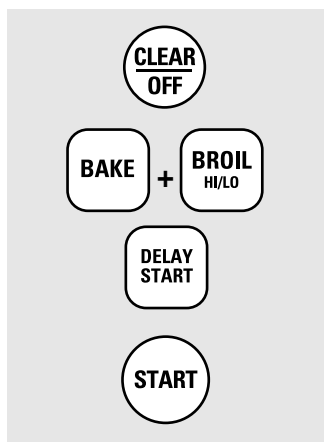 CLEAR
OFF
BAKE + BROIL
HI/LO
DELAY
START
START